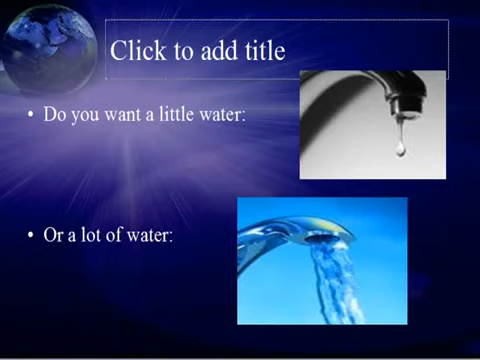 Click to add title
• Do you want a little water:
• Or a lot of water: